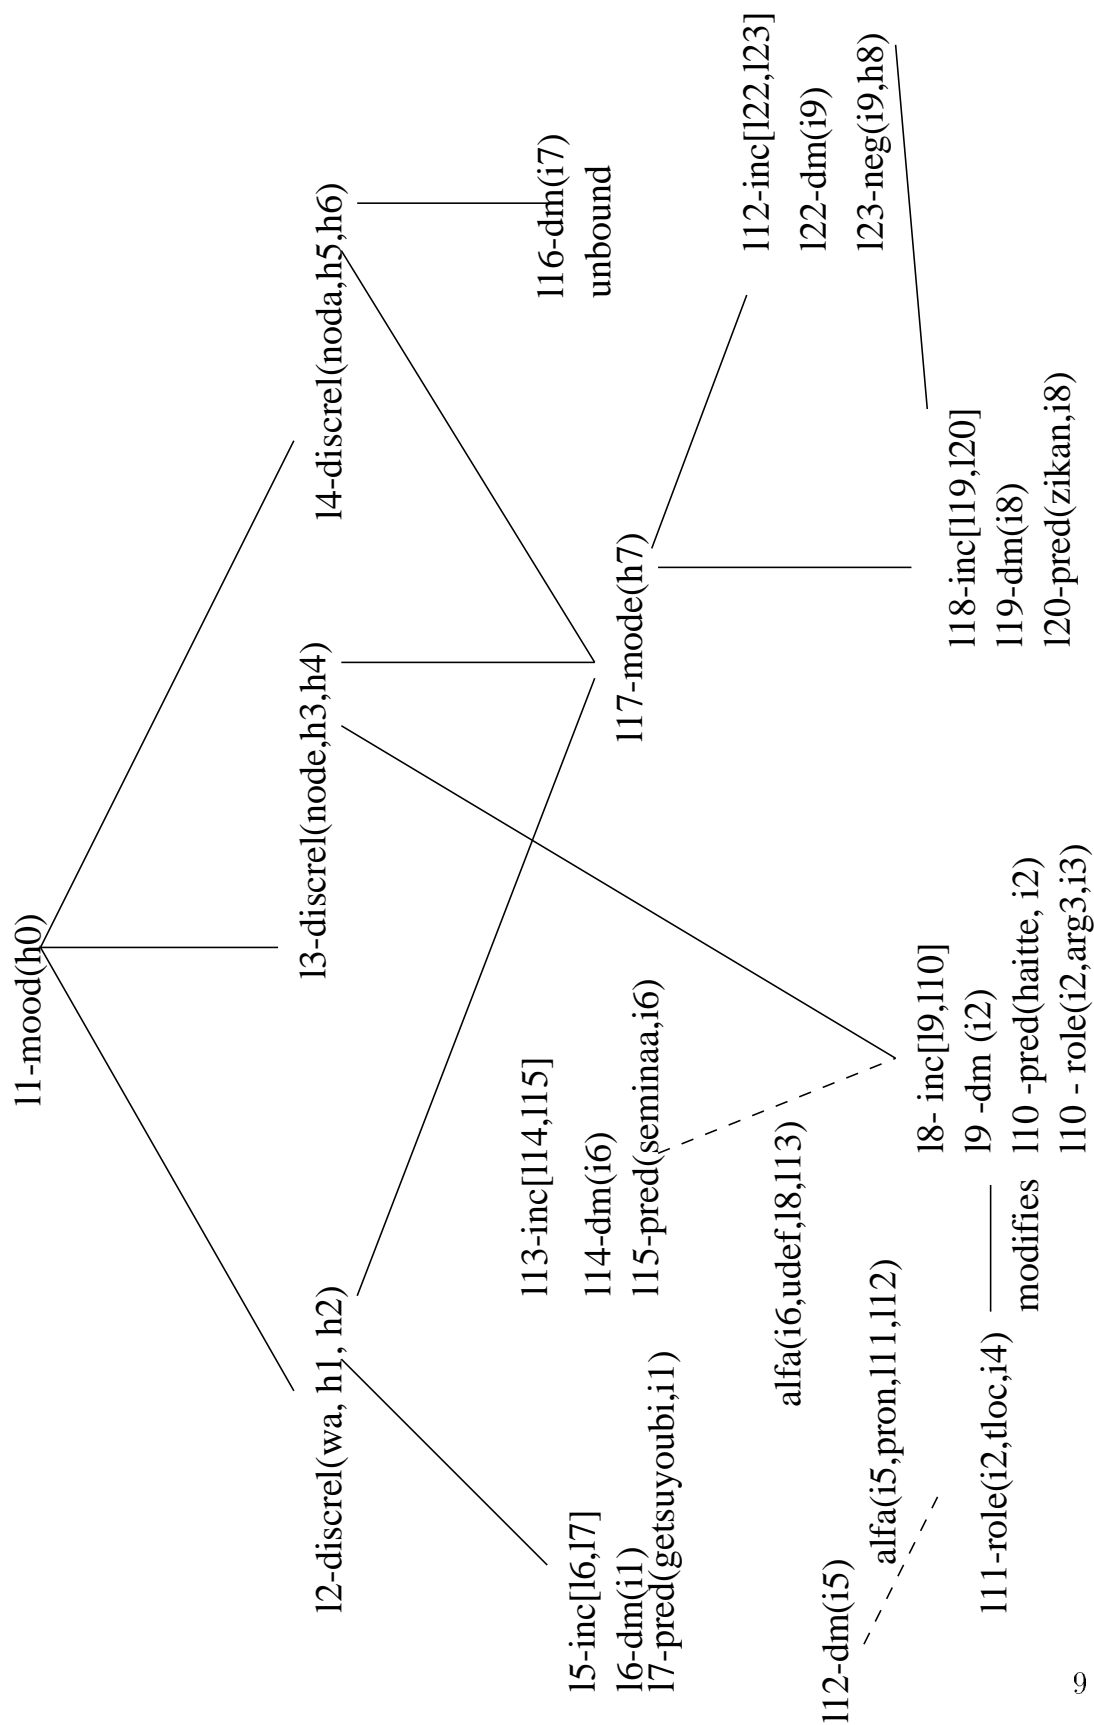 l1-mood(h0)
l2-discrel(wa, h1, h2)
l3-discrel(node,h3,h4)
l4-discrel(noda,h5,h6)
l5-inc[l6,l7]
l6-dm(i1)
l7-pred(getsuyoubi,i1)
l13-inc[l14,l15]
l14-dm(i6)
l15-pred(seminaa,i6)
l16-dm(i7)
unbound
l17-mode(h7)
l12-inc[l22,l23]
l22-dm(i9)
l23-neg(i9,h8)
alfa(i6,udef,l8,l13)
l12-dm(i5)
alfa(i5,pron,l11,l12)
l11-role(i2,tloc,i4)
modifies
l8- inc[l9,l10]
l9 -dm (i2)
l10 -pred(haitte, i2)
l10 - role(i2,arg3,i3)
l18-inc[l19,l20]
l19-dm(i8)
l20-pred(zikan,i8)
9